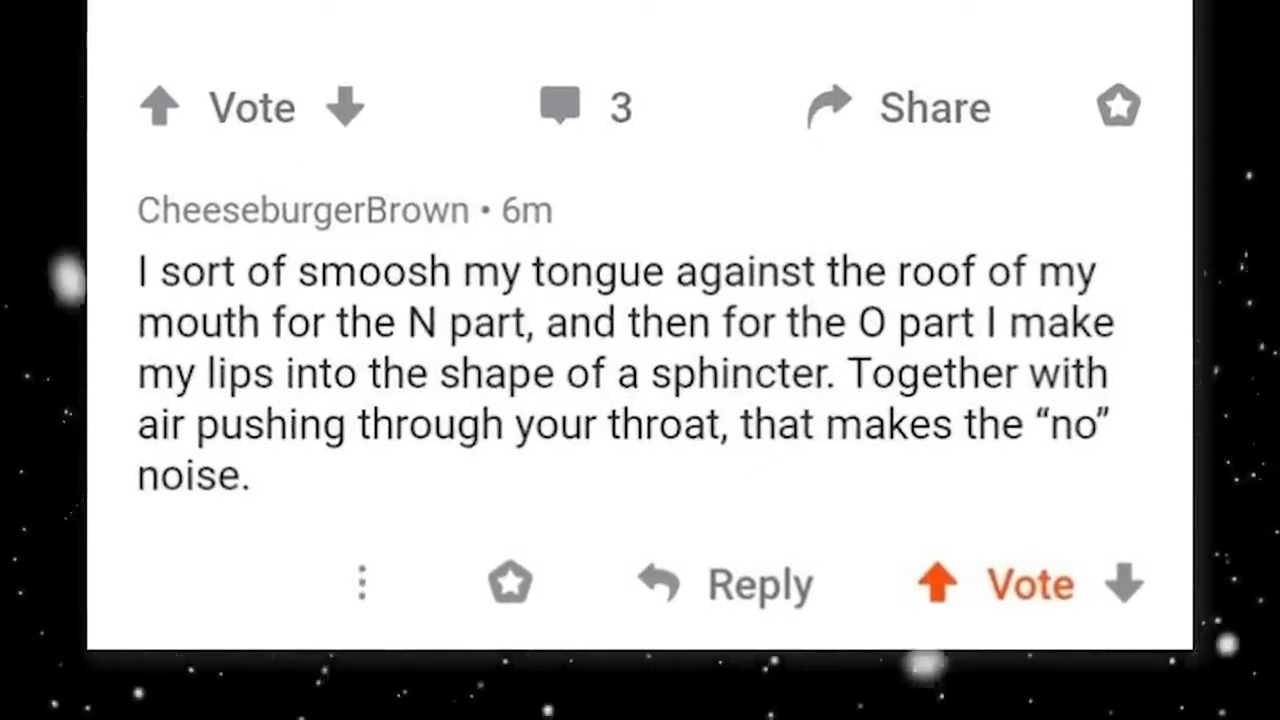 Vote 3 Share
CheeseburgerBrown • 6m
I sort of smoosh my tongue against the roof of my
mouth for the N part, and then for the O part I make
my lips into the shape of a sphincter. Together with
air pushing through your throat, that makes the “no”
noise.
Reply Vote